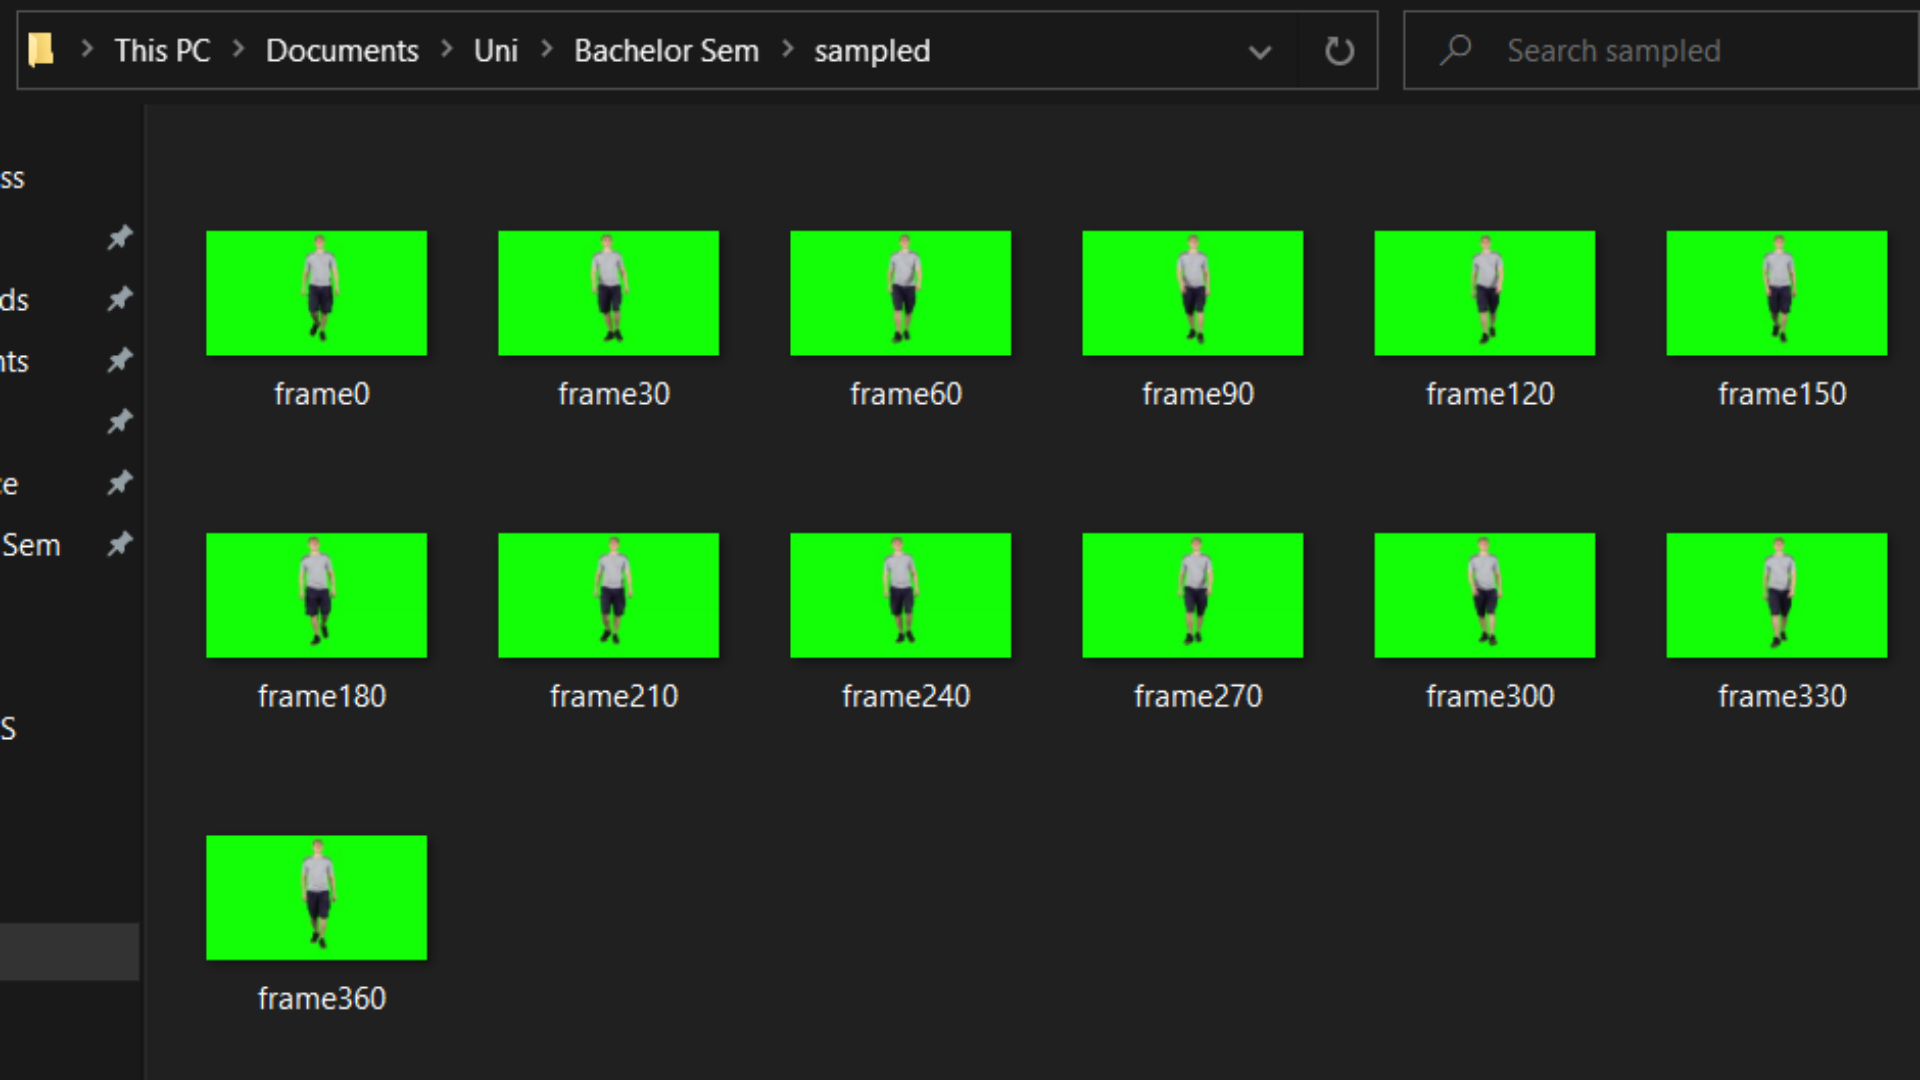 This PC > Documents > Uni > Bachelor Sem > sampled
Search sampled
ss
ds
nts
ce
Sem
S
frame0 frame30 frame60 frame90 frame120 frame150
frame180 frame210 frame240 frame270 frame300 frame330
frame360